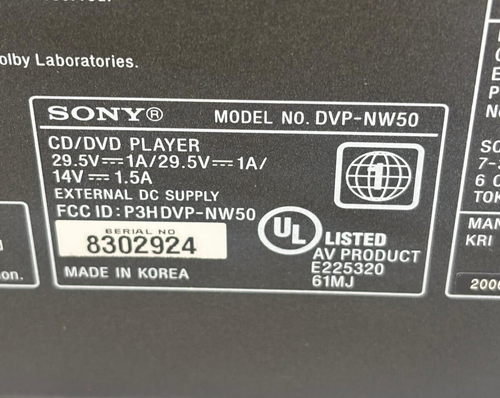 olby Laboratories.
SONY® MODEL NO. DVP-NW50
CD/DVD PLAYER
29.5V⎓1A/29.5V⎓1A/
14V⎓1.5A
EXTERNAL DC SUPPLY
FCC ID: P3HDVP-NW50
SERIAL NO
8302924
MADE IN KOREA
1
UL LISTED
AV PRODUCT
E225320
61MJ
on.
SO
7-
6 C
TOK
MAN
KRI
2006